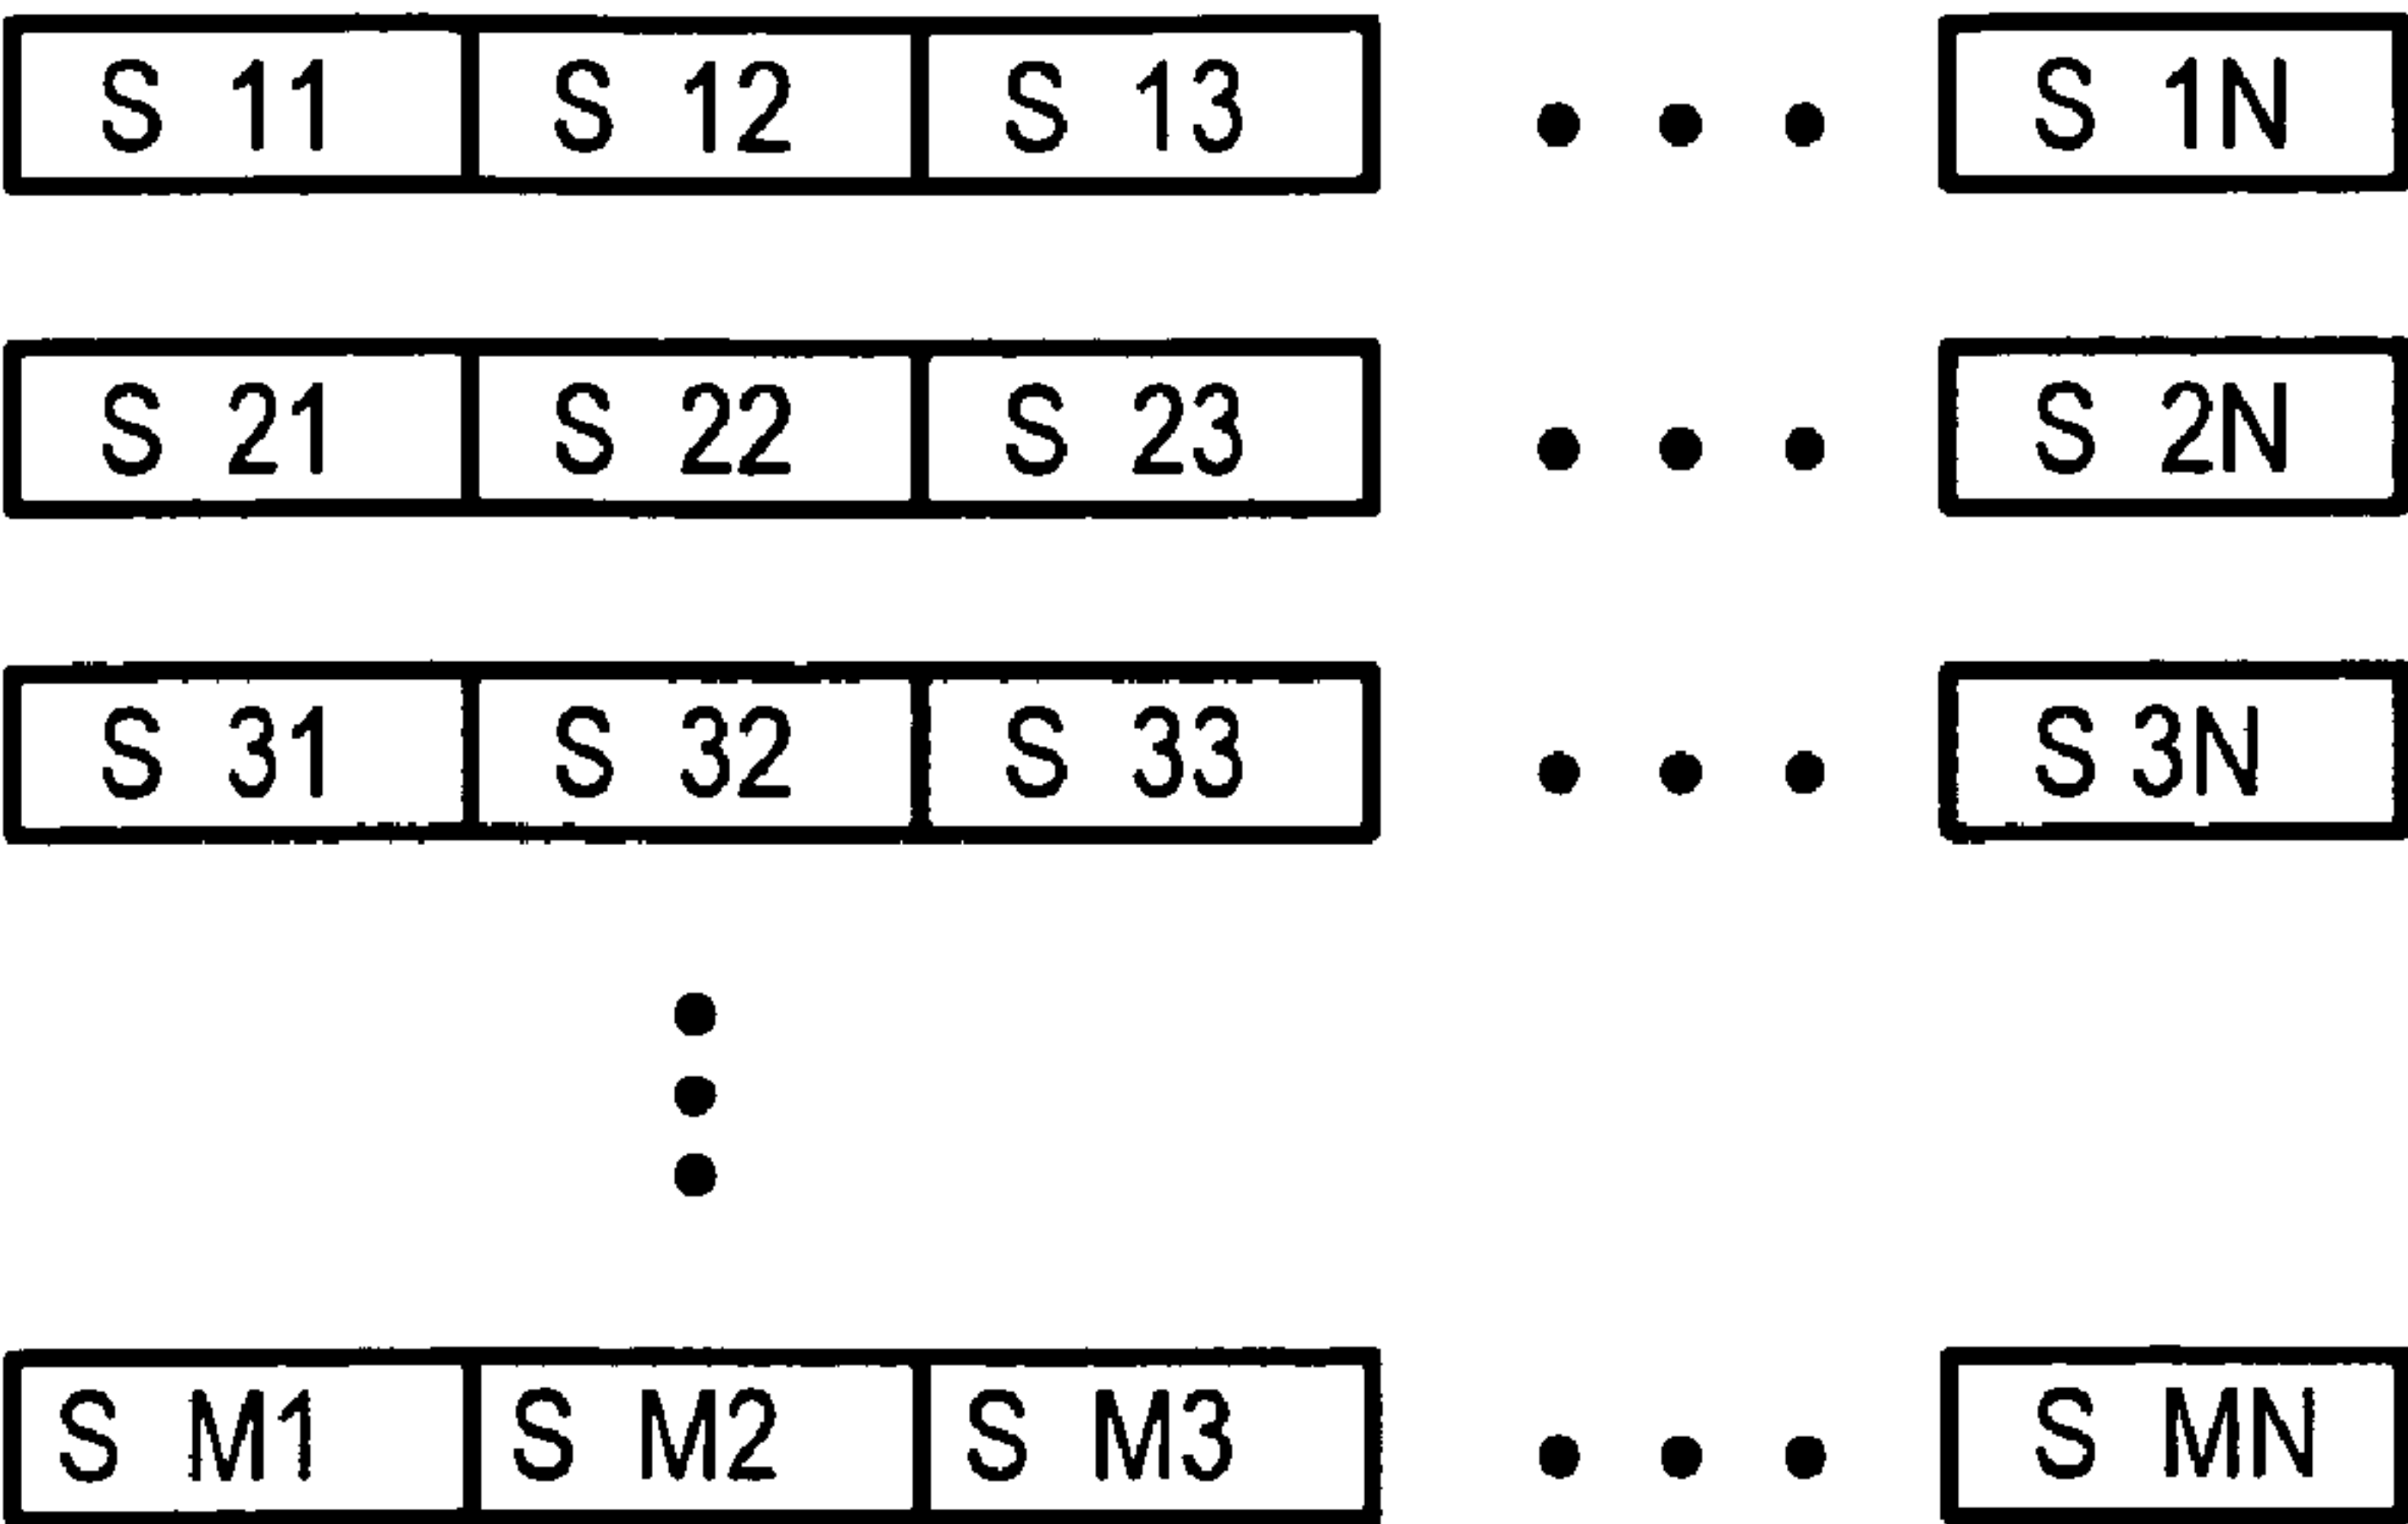 S 11 S 12 S 13 • • • S 1N
S 21 S 22 S 23 • • • S 2N
S 31 S 32 S 33 • • • S 3N
•
•
•
S M1 S M2 S M3 • • • S MN